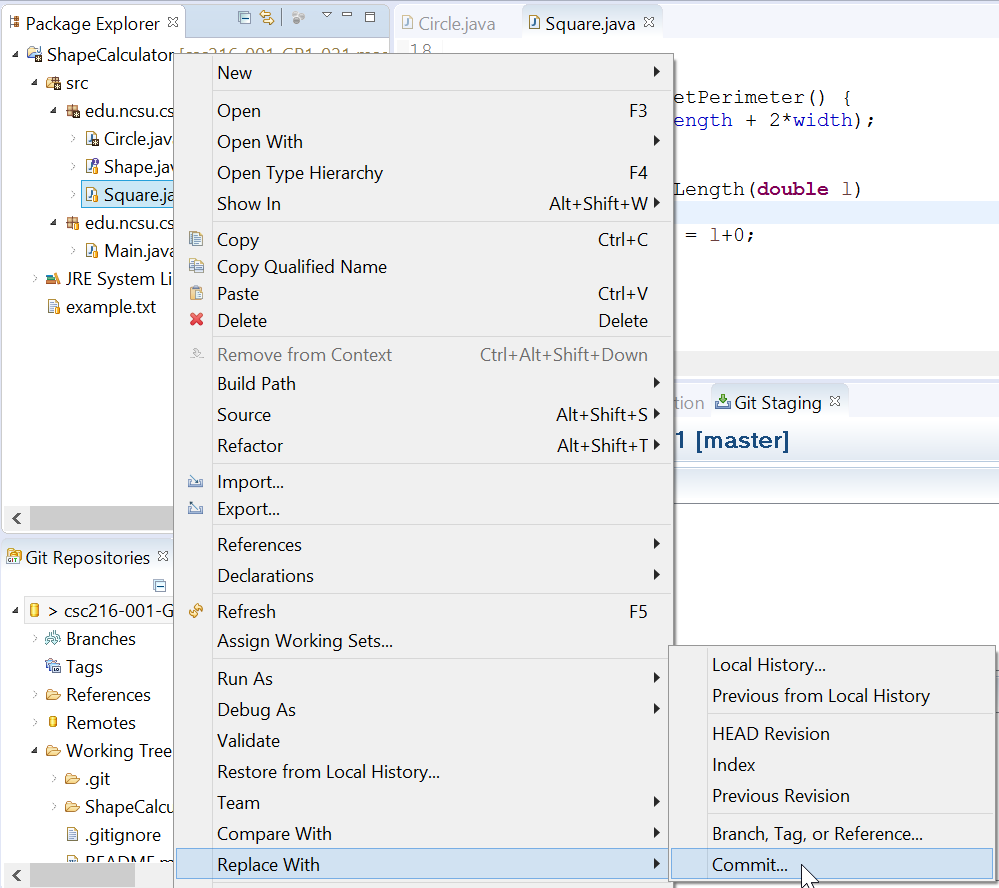 Package Explorer
Circle.java
Square.java
ShapeCalculator [csc216-001-GP1-021 mas
18
src
edu.ncsu.cs
Circle.jav
Shape.jav
Square.ja
edu.ncsu.cs
Main.java
JRE System Li
example.txt
etPerimeter() {
ength + 2*width);
Length(double l)
= l+0;
New
Open F3
Open With
Open Type Hierarchy F4
Show In Alt+Shift+W
Copy Ctrl+C
Copy Qualified Name
Paste Ctrl+V
Delete Delete
Remove from Context Ctrl+Alt+Shift+Down
Build Path
Source Alt+Shift+S
Refactor Alt+Shift+T
Import...
Export...
References
Declarations
Refresh F5
Assign Working Sets...
Run As
Debug As
Validate
Restore from Local History...
Team
Compare With
Replace With
tion
Git Staging
1 [master]
Git Repositories
> csc216-001-G
Branches
Tags
References
Remotes
Working Tree
.git
ShapeCalcu
.gitignore
README.m
Local History...
Previous from Local History
HEAD Revision
Index
Previous Revision
Branch, Tag, or Reference...
Commit...